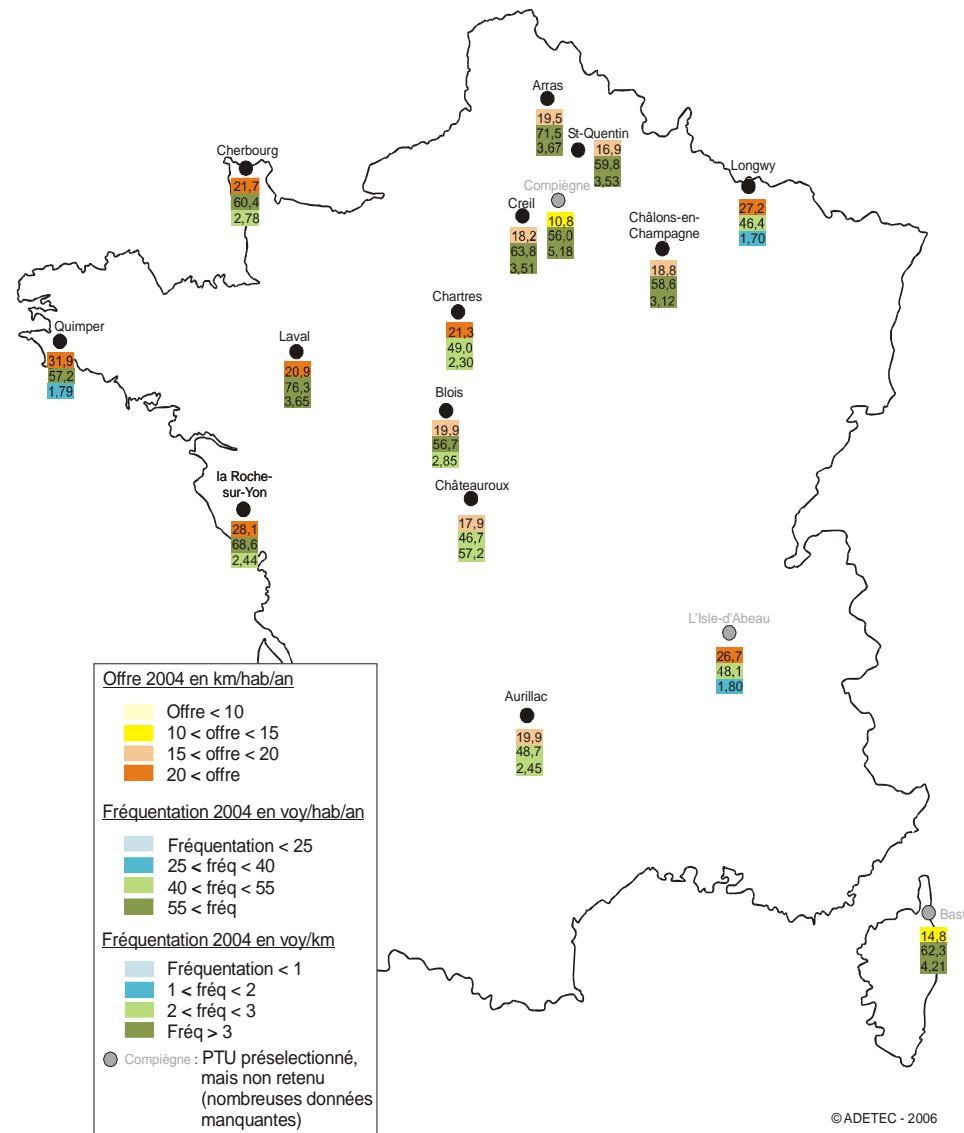 Arras
19,5
71,5
3,67
St-Quentin
16,9
59,8
3,53
Cherbourg
21,7
60,4
2,78
Longwy
27,2
46,4
1,70
Compiègne
10,8
56,0
5,18
Creil
18,2
63,8
3,51
Châlons-en-
Champagne
18,8
58,6
3,12
Chartres
21,3
49,0
2,30
Quimper
31,9
57,2
1,79
Laval
20,9
76,3
3,65
Blois
19,9
56,7
2,85
la Roche-
sur-Yon
28,1
68,6
2,44
Châteauroux
17,9
46,7
57,2
L'Isle-d'Abeau
26,7
48,1
1,80
Aurillac
19,9
48,7
2,45
Bast
14,8
62,3
4,21
Offre 2004 en km/hab/an
Offre < 10
10 < offre < 15
15 < offre < 20
20 < offre
Fréquentation 2004 en voy/hab/an
Fréquentation < 25
25 < fréq < 40
40 < fréq < 55
55 < fréq
Fréquentation 2004 en voy/km
Fréquentation < 1
1 < fréq < 2
2 < fréq < 3
Fréq > 3
Compiègne : PTU préselectionné,
mais non retenu
(nombreuses données
manquantes)
© ADETEC - 2006